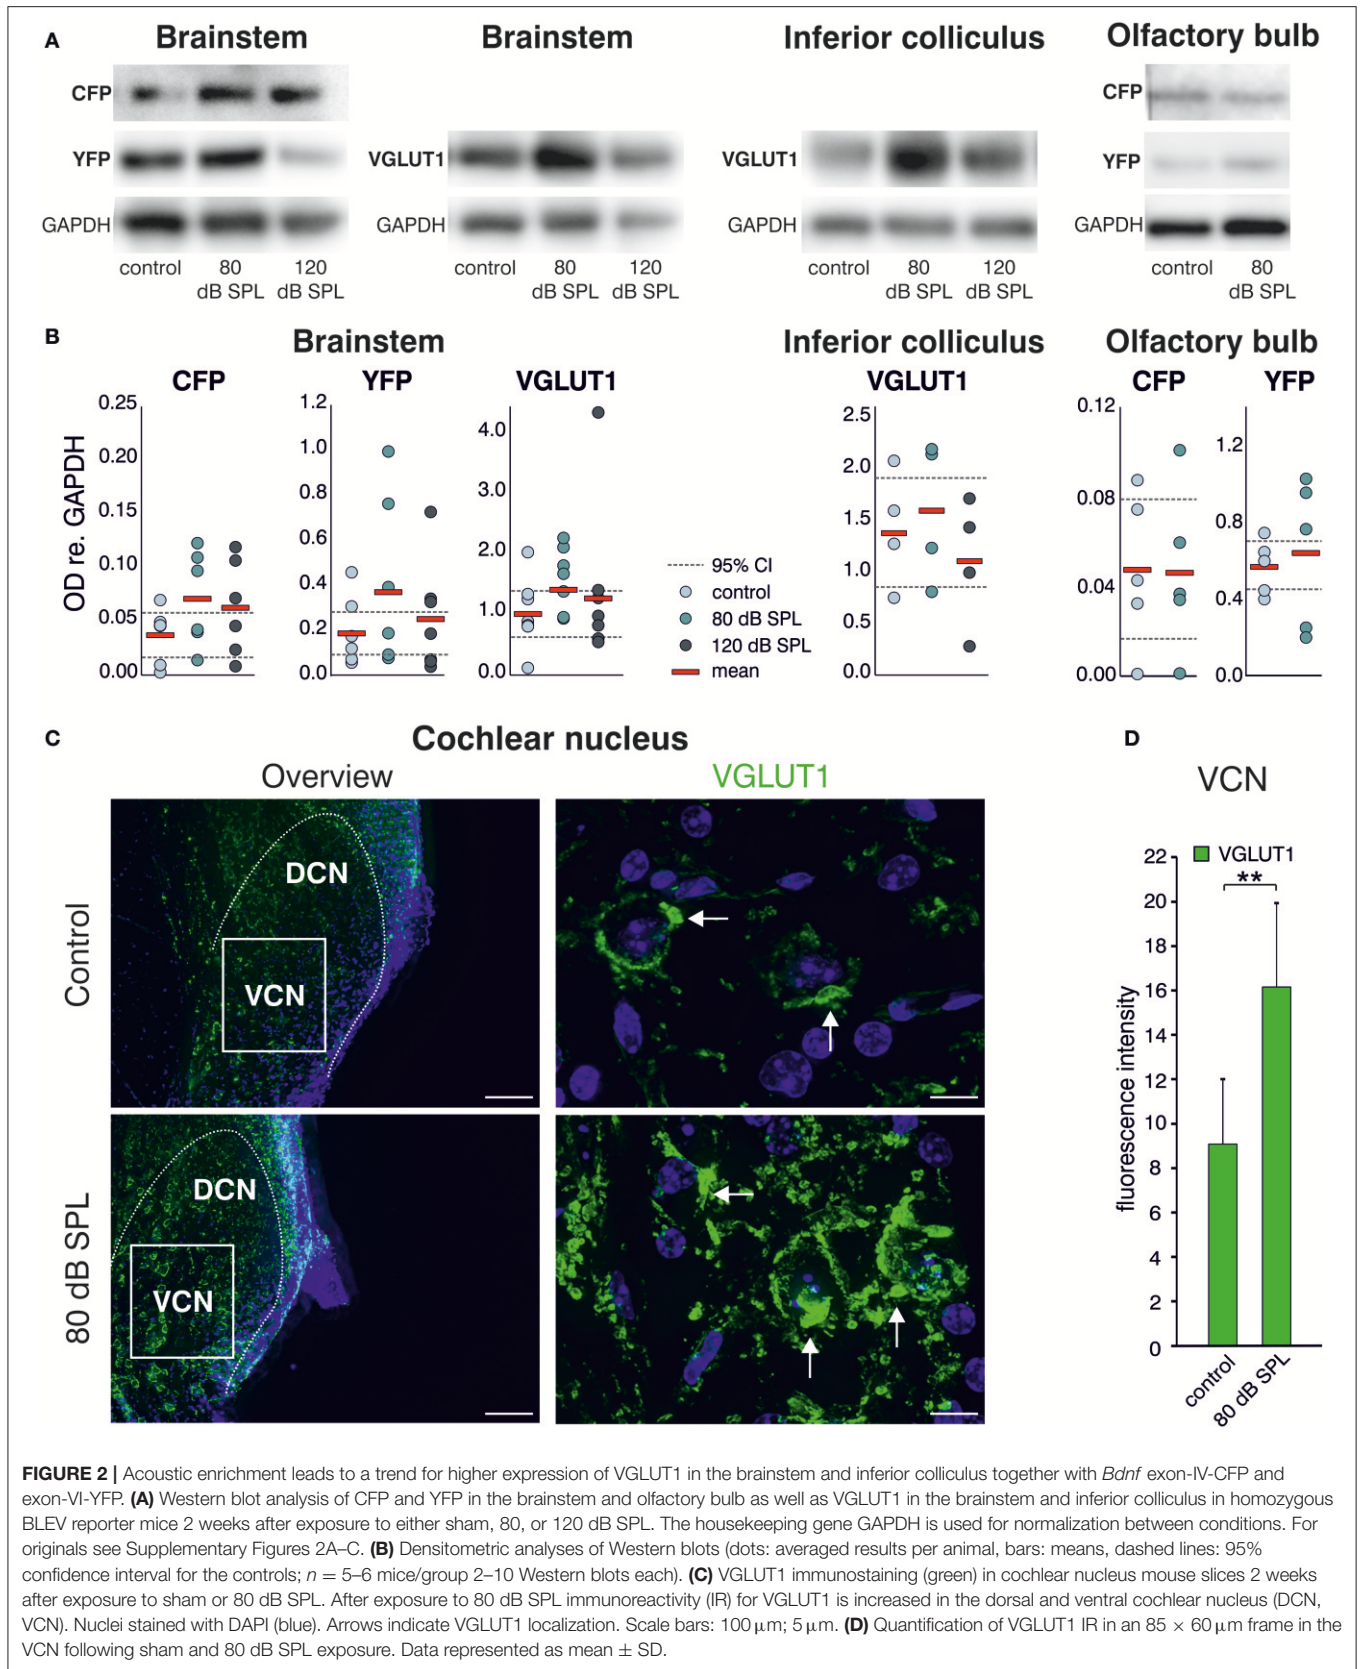 A
Brainstem
Brainstem
Inferior colliculus
Olfactory bulb
CFP
YFP
GAPDH
control
80
dB SPL
120
dB SPL
VGLUT1
GAPDH
control
80
dB SPL
120
dB SPL
VGLUT1
GAPDH
control
80
dB SPL
120
dB SPL
CFP
YFP
GAPDH
control
80
dB SPL
B
Brainstem
Inferior colliculus
Olfactory bulb
OD re. GAPDH
CFP
0.25
0.20
0.15
0.10
0.05
0.00
YFP
1.2
1.0
0.8
0.6
0.4
0.2
0.0
VGLUT1
4.0
3.0
2.0
1.0
0.0
95% CI
control
80 dB SPL
120 dB SPL
mean
VGLUT1
2.5
2.0
1.5
1.0
0.5
0.0
CFP
0.12
0.08
0.04
0.00
YFP
1.2
0.8
0.4
0.0
C
Cochlear nucleus
Overview
VGLUT1
Control
DCN
VCN
80 dB SPL
DCN
VCN
D
VCN
VGLUT1
**
fluorescence intensity
22
20
18
16
14
12
10
8
6
4
2
0
control
80 dB SPL
FIGURE 2 | Acoustic enrichment leads to a trend for higher expression of VGLUT1 in the brainstem and inferior colliculus together with Bdnf exon-IV-CFP and
exon-VI-YFP. (A) Western blot analysis of CFP and YFP in the brainstem and olfactory bulb as well as VGLUT1 in the brainstem and inferior colliculus in homozygous
BLEV reporter mice 2 weeks after exposure to either sham, 80, or 120 dB SPL. The housekeeping gene GAPDH is used for normalization between conditions. For
originals see Supplementary Figures 2A–C. (B) Densitometric analyses of Western blots (dots: averaged results per animal, bars: means, dashed lines: 95%
confidence interval for the controls; n = 5–6 mice/group 2–10 Western blots each). (C) VGLUT1 immunostaining (green) in cochlear nucleus mouse slices 2 weeks
after exposure to sham or 80 dB SPL. After exposure to 80 dB SPL immunoreactivity (IR) for VGLUT1 is increased in the dorsal and ventral cochlear nucleus (DCN,
VCN). Nuclei stained with DAPI (blue). Arrows indicate VGLUT1 localization. Scale bars: 100 μm; 5 μm. (D) Quantification of VGLUT1 IR in an 85 × 60 μm frame in the
VCN following sham and 80 dB SPL exposure. Data represented as mean ± SD.